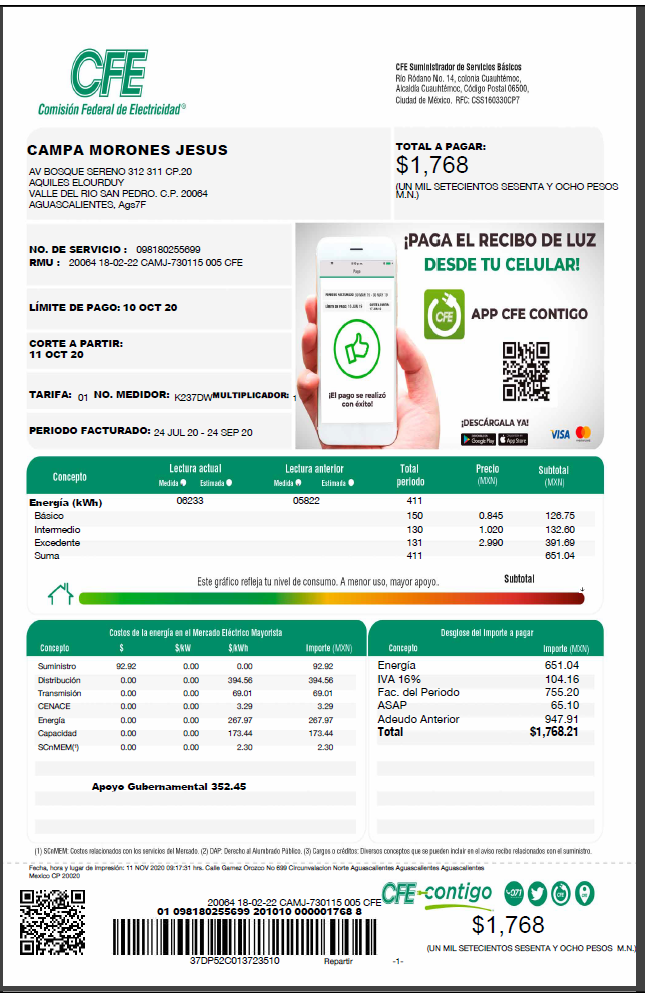 CFE
Comisión Federal de Electricidad®
CFE Suministrador de Servicios Básicos
Río Ródano No. 14, colonia Cuauhtémoc,
Alcaldía Cuauhtémoc, Código Postal 06500,
Ciudad de México. RFC: CSS160330CP7
CAMPA MORONES JESUS
AV BOSQUE SERENO 312 311 CP.20
AQUILES ELOURDUY
VALLE DEL RIO SAN PEDRO. C.P. 20064
AGUASCALIENTES, Ags7F
TOTAL A PAGAR:
$1,768
(UN MIL SETECIENTOS SESENTA Y OCHO PESOS
M.N.)
NO. DE SERVICIO : 098180255699
RMU : 20064 18-02-22 CAMJ-730115 005 CFE
LÍMITE DE PAGO: 10 OCT 20
CORTE A PARTIR:
11 OCT 20
TARIFA: 01 NO. MEDIDOR: K237DW MULTIPLICADOR: 1
PERIODO FACTURADO: 24 JUL 20 - 24 SEP 20
¡PAGA EL RECIBO DE LUZ
DESDE TU CELULAR!
CFE
APP CFE CONTIGO
¡El pago se realizó
con éxito!
¡DESCÁRGALA YA!
Google Play
App Store
VISA
Concepto Lectura actual Lectura anterior Total periodo Precio (MXN) Subtotal (MXN)
Medida Estimada Medida Estimada
Energía (kWh) 06233 05822 411
Básico 150 0.845 126.75
Intermedio 130 1.020 132.60
Excedente 131 2.990 391.69
Suma 411 651.04
Este gráfico refleja tu nivel de consumo. A menor uso, mayor apoyo..
Subtotal
Costos de la energía en el Mercado Eléctrico Mayorista
Concepto $ $/kW $/kWh Importe (MXN)
Suministro 92.92 0.00 0.00 92.92
Distribución 0.00 0.00 394.56 394.56
Transmisión 0.00 0.00 69.01 69.01
CENACE 0.00 0.00 3.29 3.29
Energía 0.00 0.00 267.97 267.97
Capacidad 0.00 0.00 173.44 173.44
SCnMEM(¹) 0.00 0.00 2.30 2.30
Apoyo Gubernamental 352.45
Desglose del Importe a pagar
Concepto Importe (MXN)
Energía 651.04
IVA 16% 104.16
Fac. del Periodo 755.20
ASAP 65.10
Adeudo Anterior 947.91
Total $1,768.21
(1) SCnMEM: Costos relacionados con los servicios del Mercado. (2) DAP: Derecho al Alumbrado Público. (3) Cargos o créditos: Diversos conceptos que se pueden incluir en el aviso recibo relacionados con el suministro.
Fecha, hora y lugar de Impresión: 11 NOV 2020 09:17:31 hrs. Calle Gamez Orozco No 699 Circunvalacion Norte Aguascalientes Aguascalientes Aguascalientes
Mexico CP 20020
20064 18-02-22 CAMJ-730115 005 CFE
01 098180255699 201010 000001768 8
37DP52C013723510
Repartir
-1-
CFE contigo
071
$1,768
(UN MIL SETECIENTOS SESENTA Y OCHO PESOS M.N.)